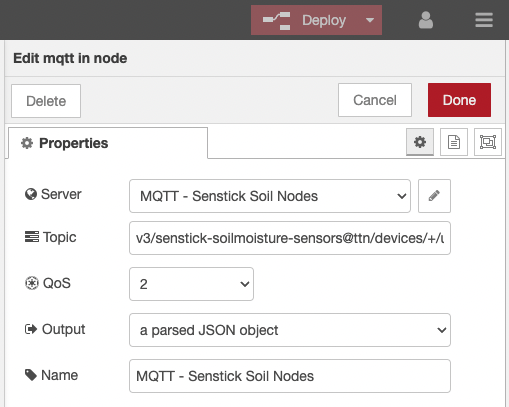 Deploy
Edit mqtt in node
Delete
Cancel
Done
Properties
Server
MQTT - Senstick Soil Nodes
Topic
v3/senstick-soilmoisture-sensors@ttn/devices/+/u
QoS
2
Output
a parsed JSON object
Name
MQTT - Senstick Soil Nodes